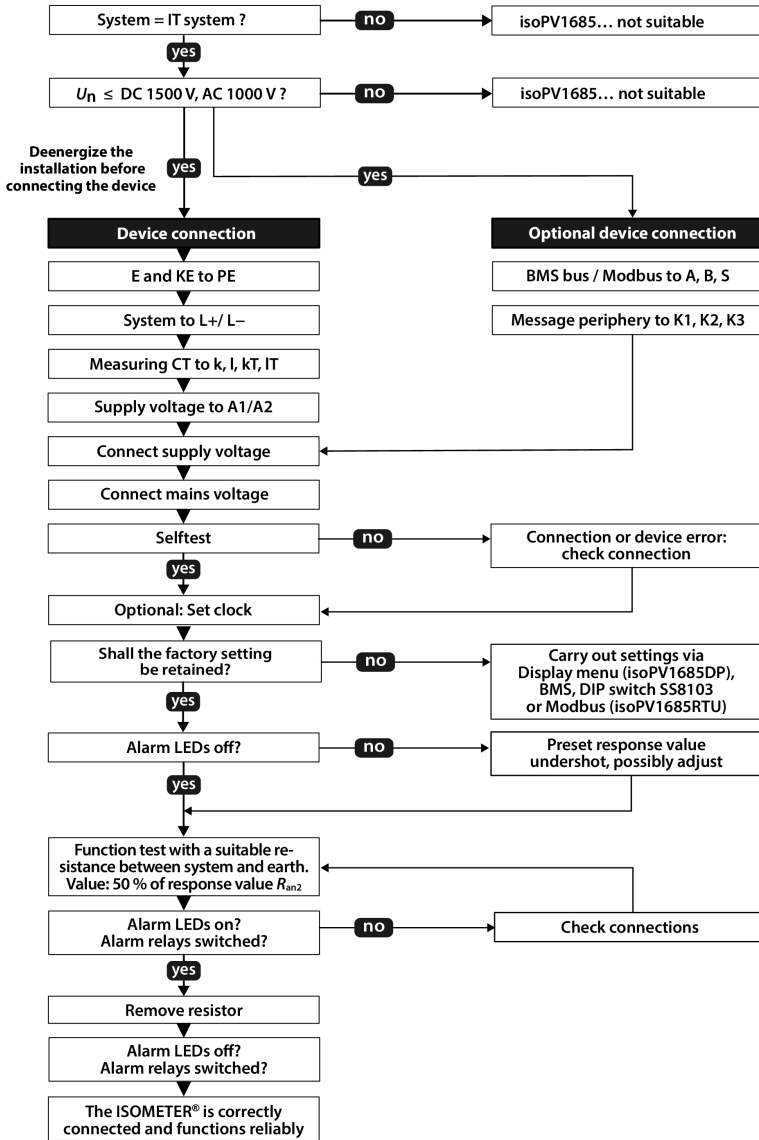 System = IT system ?
no
isoPV1685… not suitable
yes
Un ≤ DC 1500 V, AC 1000 V ?
no
isoPV1685… not suitable
Deenergize the
installation before
connecting the device
yes
yes
Device connection
Optional device connection
E and KE to PE
BMS bus / Modbus to A, B, S
System to L+/ L−
Message periphery to K1, K2, K3
Measuring CT to k, l, kT, lT
Supply voltage to A1/A2
Connect supply voltage
Connect mains voltage
Selftest
no
Connection or device error:
check connection
yes
Optional: Set clock
Shall the factory setting
be retained?
no
Carry out settings via
Display menu (isoPV1685DP),
BMS, DIP switch SS8103
or Modbus (isoPV1685RTU)
yes
Alarm LEDs off?
no
Preset response value
undershot, possibly adjust
yes
Function test with a suitable re-
sistance between system and earth.
Value: 50 % of response value Ran2
Alarm LEDs on?
Alarm relays switched?
no
Check connections
yes
Remove resistor
Alarm LEDs off?
Alarm relays switched?
The ISOMETER® is correctly
connected and functions reliably